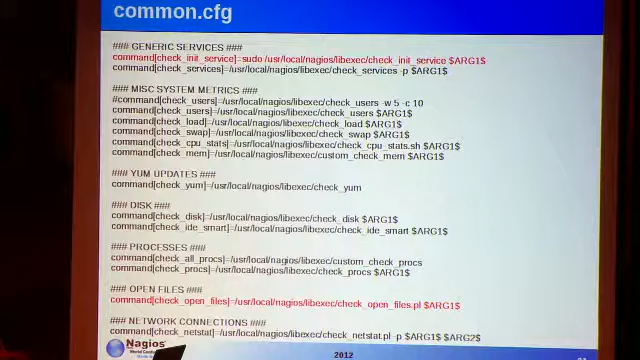 common.cfg
### GENERIC SERVICES ###
command[check_init_service]=sudo /usr/local/nagios/libexec/check_init_service $ARG1$
command[check_services]=/usr/local/nagios/libexec/check_services -p $ARG1$
### MISC SYSTEM METRICS ###
#command[check_users]=/usr/local/nagios/libexec/check_users -w 5 -c 10
command[check_users]=/usr/local/nagios/libexec/check_users $ARG1$
command[check_load]=/usr/local/nagios/libexec/check_load $ARG1$
command[check_swap]=/usr/local/nagios/libexec/check_swap $ARG1$
command[check_cpu_stats]=/usr/local/nagios/libexec/check_cpu_stats.sh $ARG1$
command[check_mem]=/usr/local/nagios/libexec/custom_check_mem $ARG1$
### YUM UPDATES ###
command[check_yum]=/usr/local/nagios/libexec/check_yum
### DISK ###
command[check_disk]=/usr/local/nagios/libexec/check_disk $ARG1$
command[check_ide_smart]=/usr/local/nagios/libexec/check_ide_smart $ARG1$
### PROCESSES ###
command[check_all_procs]=/usr/local/nagios/libexec/custom_check_procs
command[check_procs]=/usr/local/nagios/libexec/check_procs $ARG1$
### OPEN FILES ###
command[check_open_files]=/usr/local/nagios/libexec/check_open_files.pl $ARG1$
### NETWORK CONNECTIONS ###
command[check_netstat]=/usr/local/nagios/libexec/check_netstat.pl -p $ARG1$ $ARG2$
Nagios
World
2012